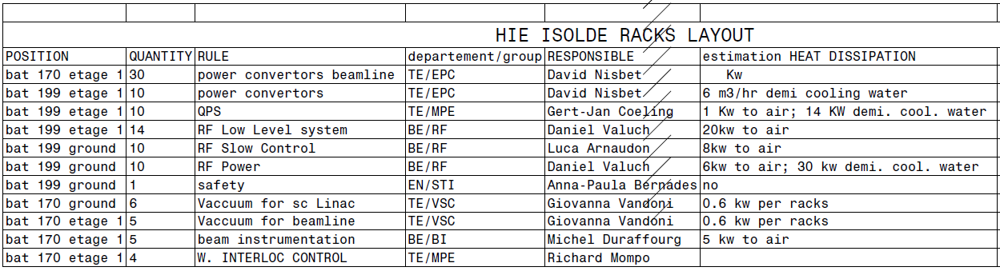 HIE ISOLDE RACKS LAYOUT
POSITION QUANTITY RULE departement/group RESPONSIBLE estimation HEAT DISSIPATION
bat 170 etage 1 30 power convertors beamline TE/EPC David Nisbet Kw
bat 199 etage 1 10 power convertors TE/EPC David Nisbet 6 m3/hr demi cooling water
bat 199 etage 1 10 QPS TE/MPE Gert-Jan Coeling 1 Kw to air; 14 KW demi. cool. water
bat 199 etage 1 14 RF Low Level system BE/RF Daniel Valuch 20kw to air
bat 199 ground 10 RF Slow Control BE/RF Luca Arnaudon 8kw to air
bat 199 ground 10 RF Power BE/RF Daniel Valuch 6kw to air; 30 kw demi. cool. water
bat 199 ground 1 safety EN/STI Anna-Paula Bernades no
bat 170 ground 6 Vaccuum for sc Linac TE/VSC Giovanna Vandoni 0.6 kw per racks
bat 170 etage 1 5 Vaccuum for beamline TE/VSC Giovanna Vandoni 0.6 kw per racks
bat 170 etage 1 5 beam instrumentation BE/BI Michel Duraffourg 5 kw to air
bat 170 etage 1 4 W. INTERLOC CONTROL TE/MPE Richard Mompo